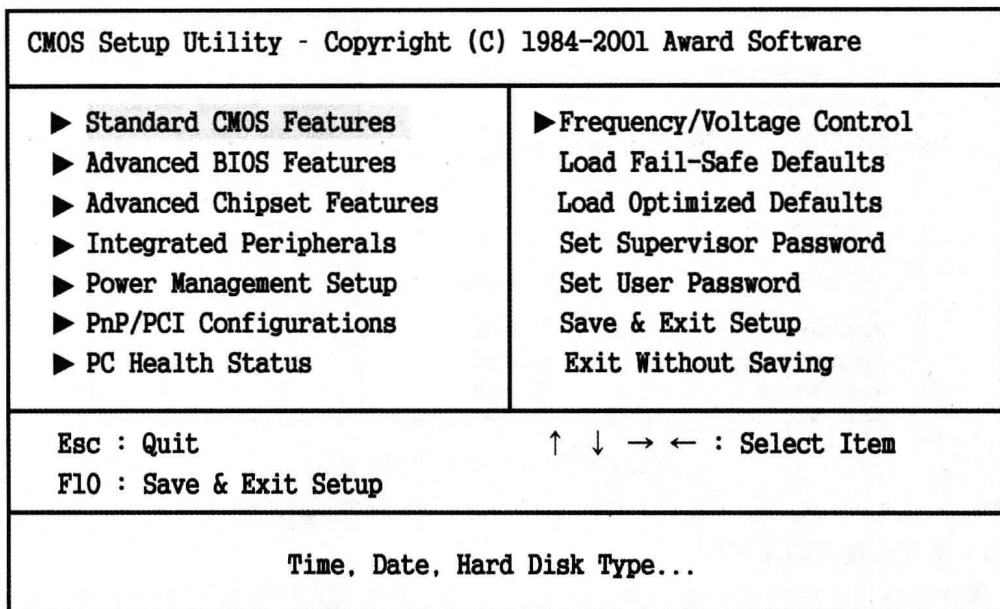 CMOS Setup Utility - Copyright (C) 1984-2001 Award Software
▶ Standard CMOS Features
▶ Advanced BIOS Features
▶ Advanced Chipset Features
▶ Integrated Peripherals
▶ Power Management Setup
▶ PnP/PCI Configurations
▶ PC Health Status
▶Frequency/Voltage Control
Load Fail-Safe Defaults
Load Optimized Defaults
Set Supervisor Password
Set User Password
Save & Exit Setup
Exit Without Saving
Esc : Quit
↑ ↓ → ← : Select Item
F10 : Save & Exit Setup
Time, Date, Hard Disk Type...